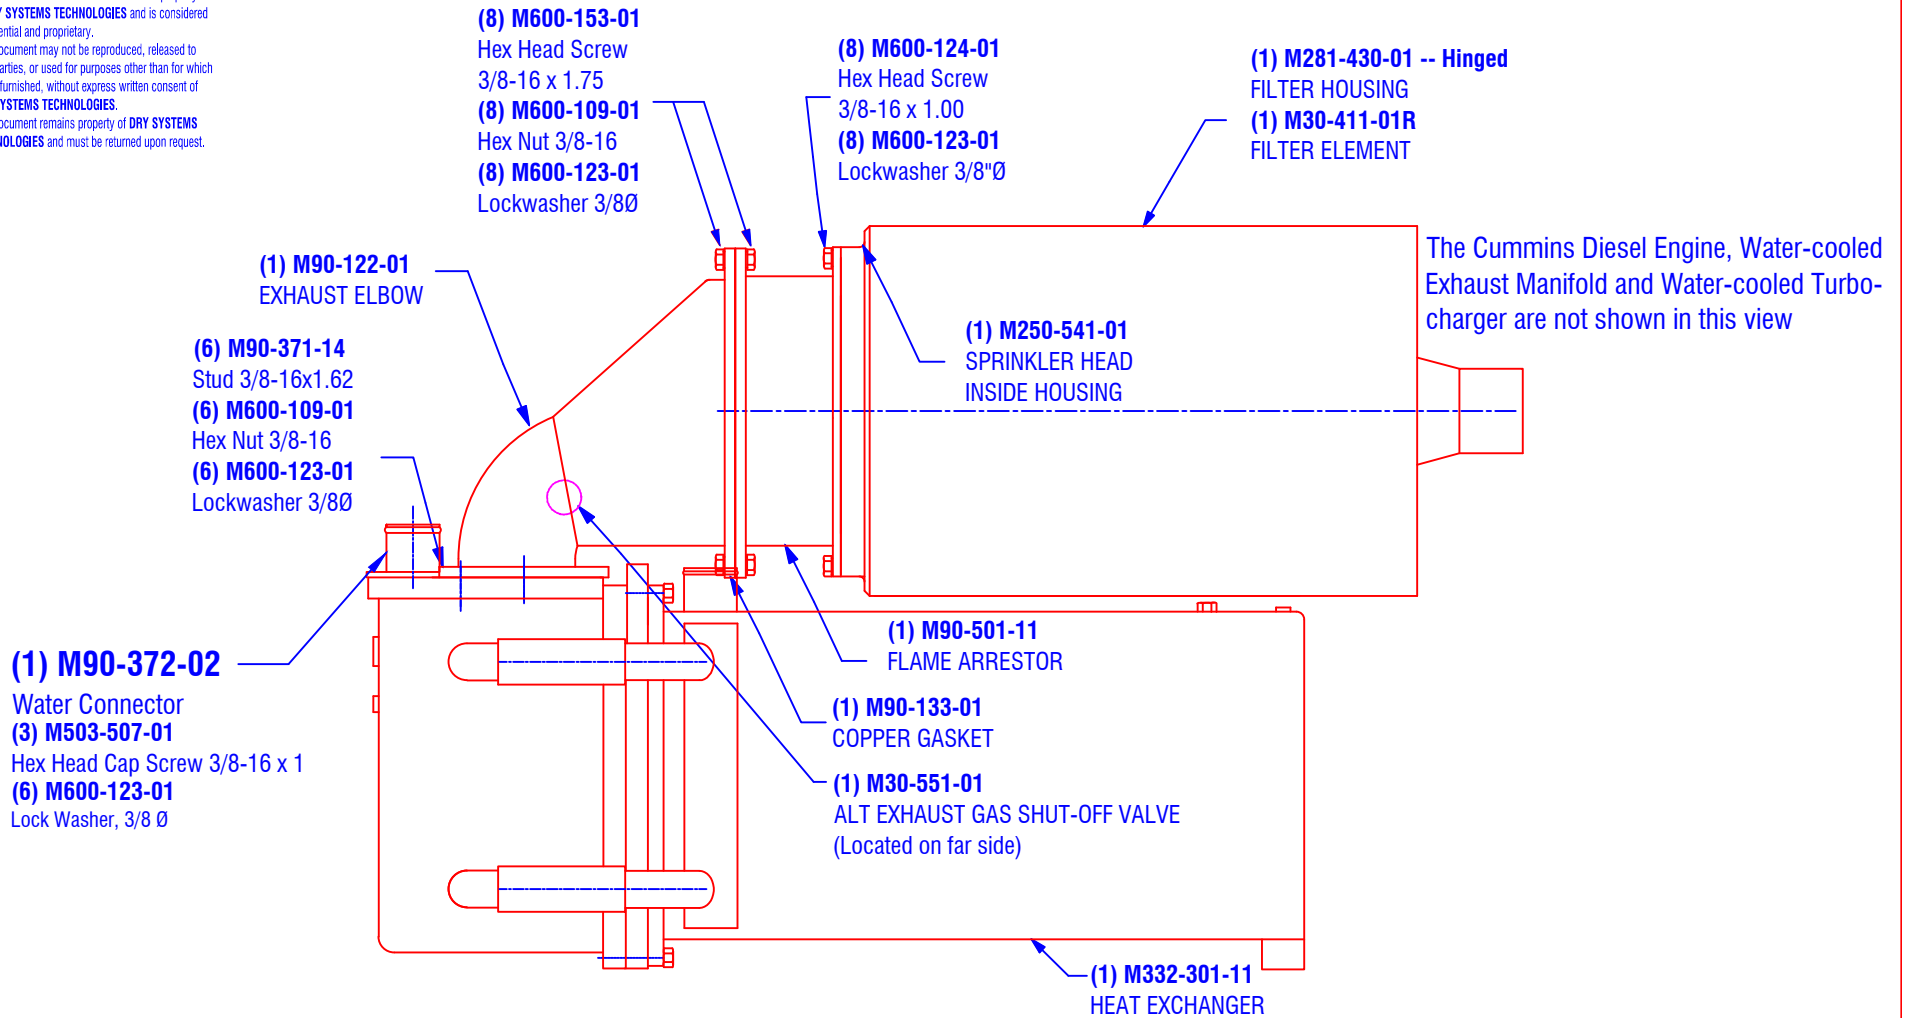 SYSTEMS TECHNOLOGIES and is considered
and proprietary.
may not be reproduced, released to
or used for purposes other than for which
furnished, without express written consent of
SYSTEMS TECHNOLOGIES.
remains property of DRY SYSTEMS
and must be returned upon request.
(8) M600-153-01
Hex Head Screw
3/8-16 x 1.75
(8) M600-109-01
Hex Nut 3/8-16
(8) M600-123-01
Lockwasher 3/8Ø
(8) M600-124-01
Hex Head Screw
3/8-16 x 1.00
(8) M600-123-01
Lockwasher 3/8"Ø
(1) M281-430-01 -- Hinged
FILTER HOUSING
(1) M30-411-01R
FILTER ELEMENT
The Cummins Diesel Engine, Water-cooled
Exhaust Manifold and Water-cooled Turbo-
charger are not shown in this view
(1) M90-122-01
EXHAUST ELBOW
(1) M250-541-01
SPRINKLER HEAD
INSIDE HOUSING
(6) M90-371-14
Stud 3/8-16x1.62
(6) M600-109-01
Hex Nut 3/8-16
(6) M600-123-01
Lockwasher 3/8Ø
(1) M90-372-02
Water Connector
(3) M503-507-01
Hex Head Cap Screw 3/8-16 x 1
(6) M600-123-01
Lock Washer, 3/8 Ø
(1) M90-501-11
FLAME ARRESTOR
(1) M90-133-01
COPPER GASKET
(1) M30-551-01
ALT EXHAUST GAS SHUT-OFF VALVE
(Located on far side)
(1) M332-301-11
HEAT EXCHANGER